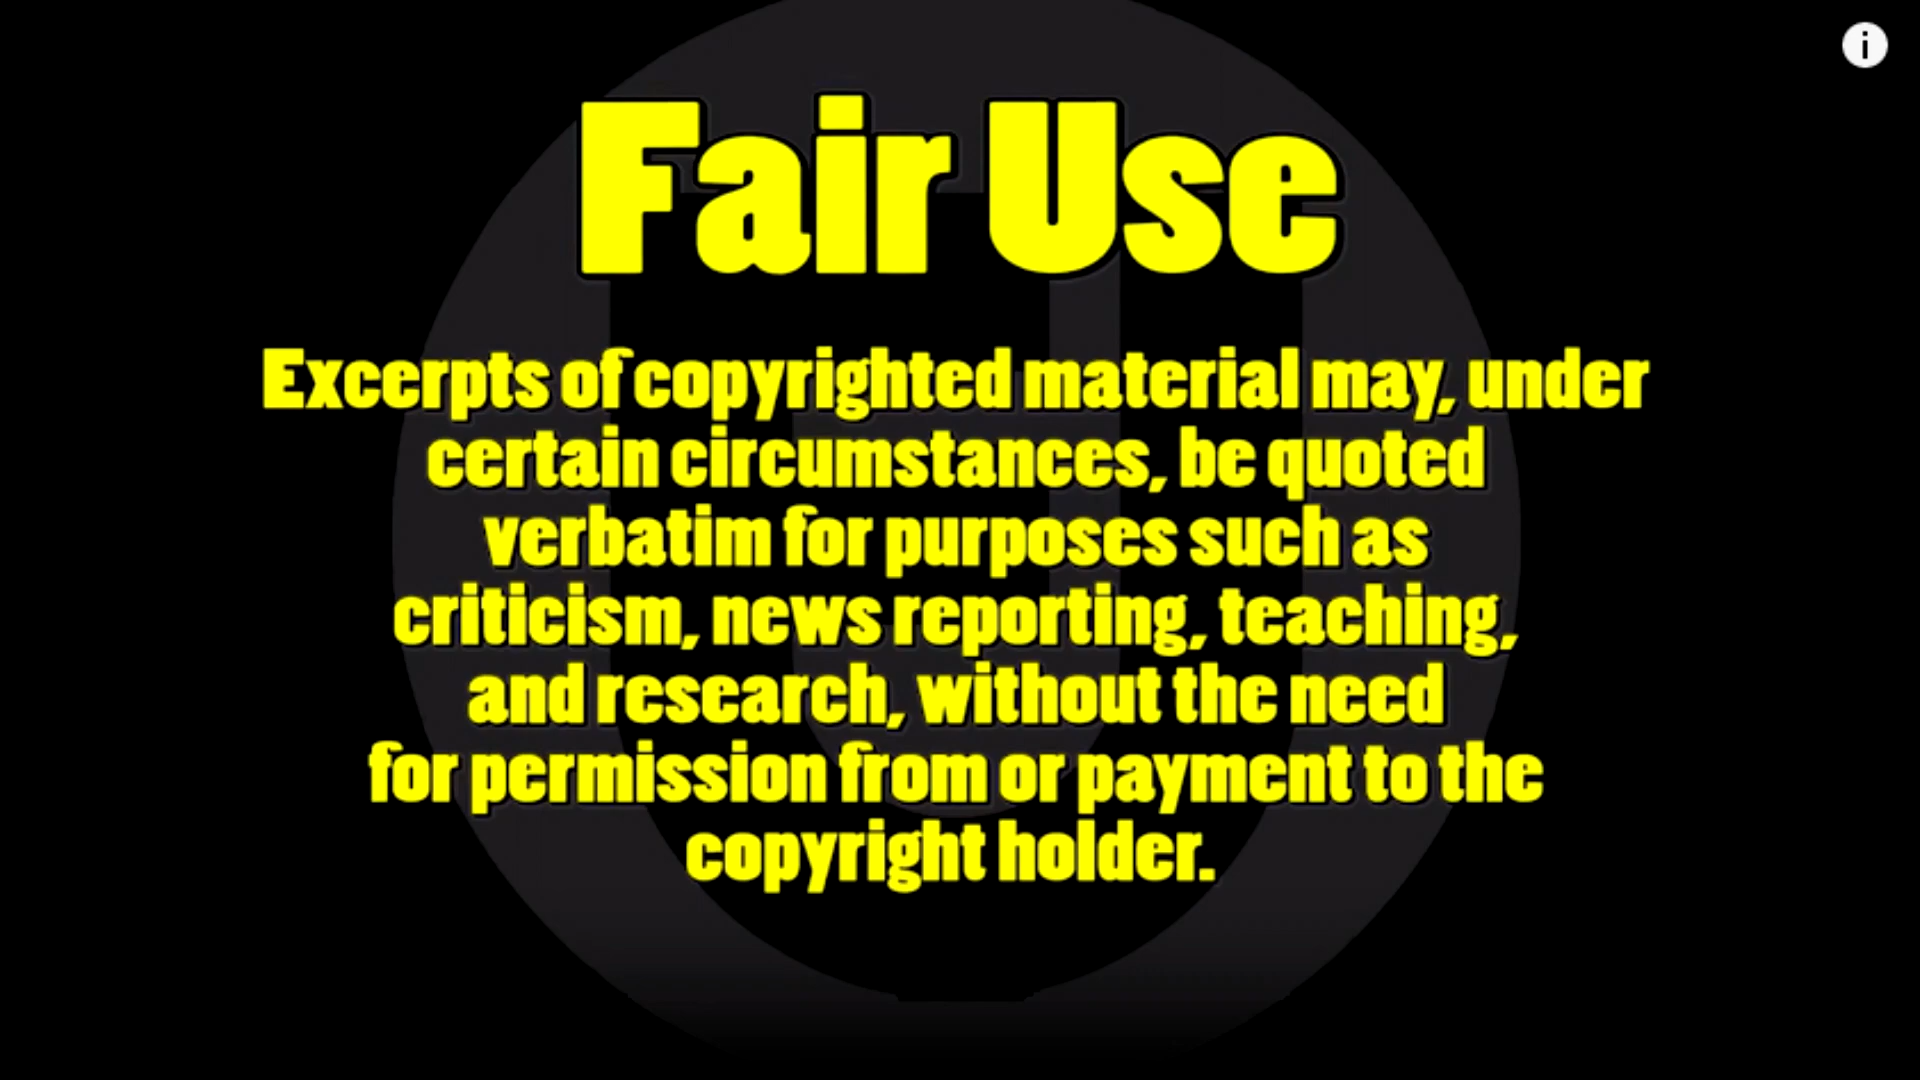 Fair Use
Excerpts of copyrighted material may, under
certain circumstances, be quoted
verbatim for purposes such as
criticism, news reporting, teaching,
and research, without the need
for permission from or payment to the
copyright holder.